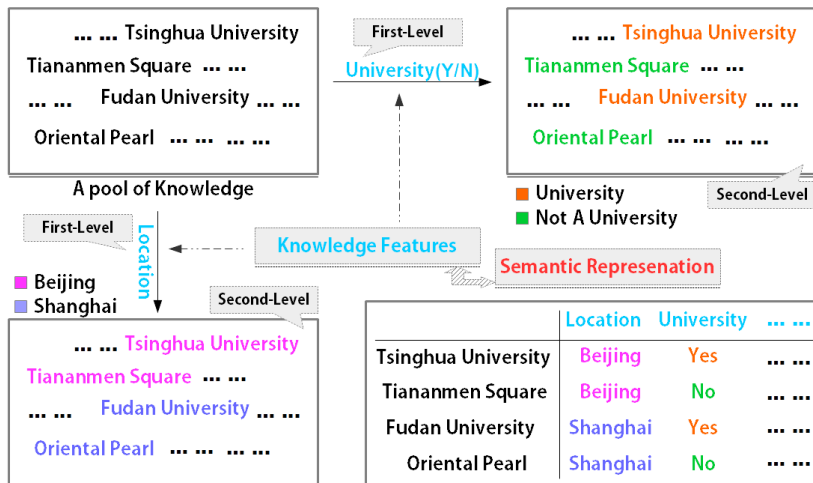 ... ... Tsinghua University
Tiananmen Square ... ...
... ... Fudan University ... ...
Oriental Pearl ... ... ... ...
A pool of Knowledge
First-Level
University(Y/N)
... ... Tsinghua University
Tiananmen Square ... ...
... ... Fudan University ... ...
Oriental Pearl ... ... ... ...
University
Not A University
Second-Level
First-Level
Location
Knowledge Features
Semantic Represenation
Beijing
Shanghai
Second-Level
... ... Tsinghua University
Tiananmen Square ... ...
... ... Fudan University ... ...
Oriental Pearl ... ... ... ...
Location University ... ...
Tsinghua University Beijing Yes ... ...
Tiananmen Square Beijing No ... ...
Fudan University Shanghai Yes ... ...
Oriental Pearl Shanghai No ... ...